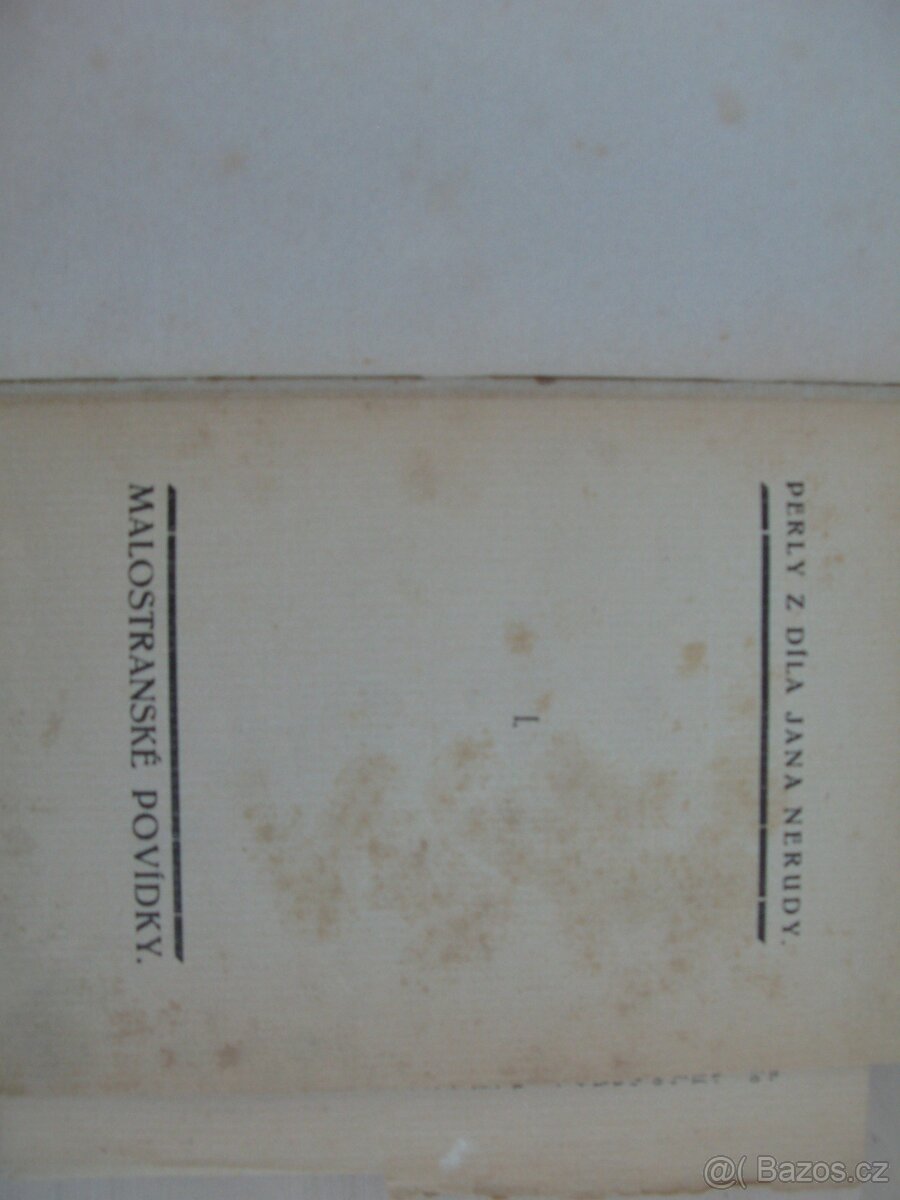 PERLY Z DÍLA JANA NERUDY.
I.
MALOSTRANSKÉ POVÍDKY.
@( Bazos.cz